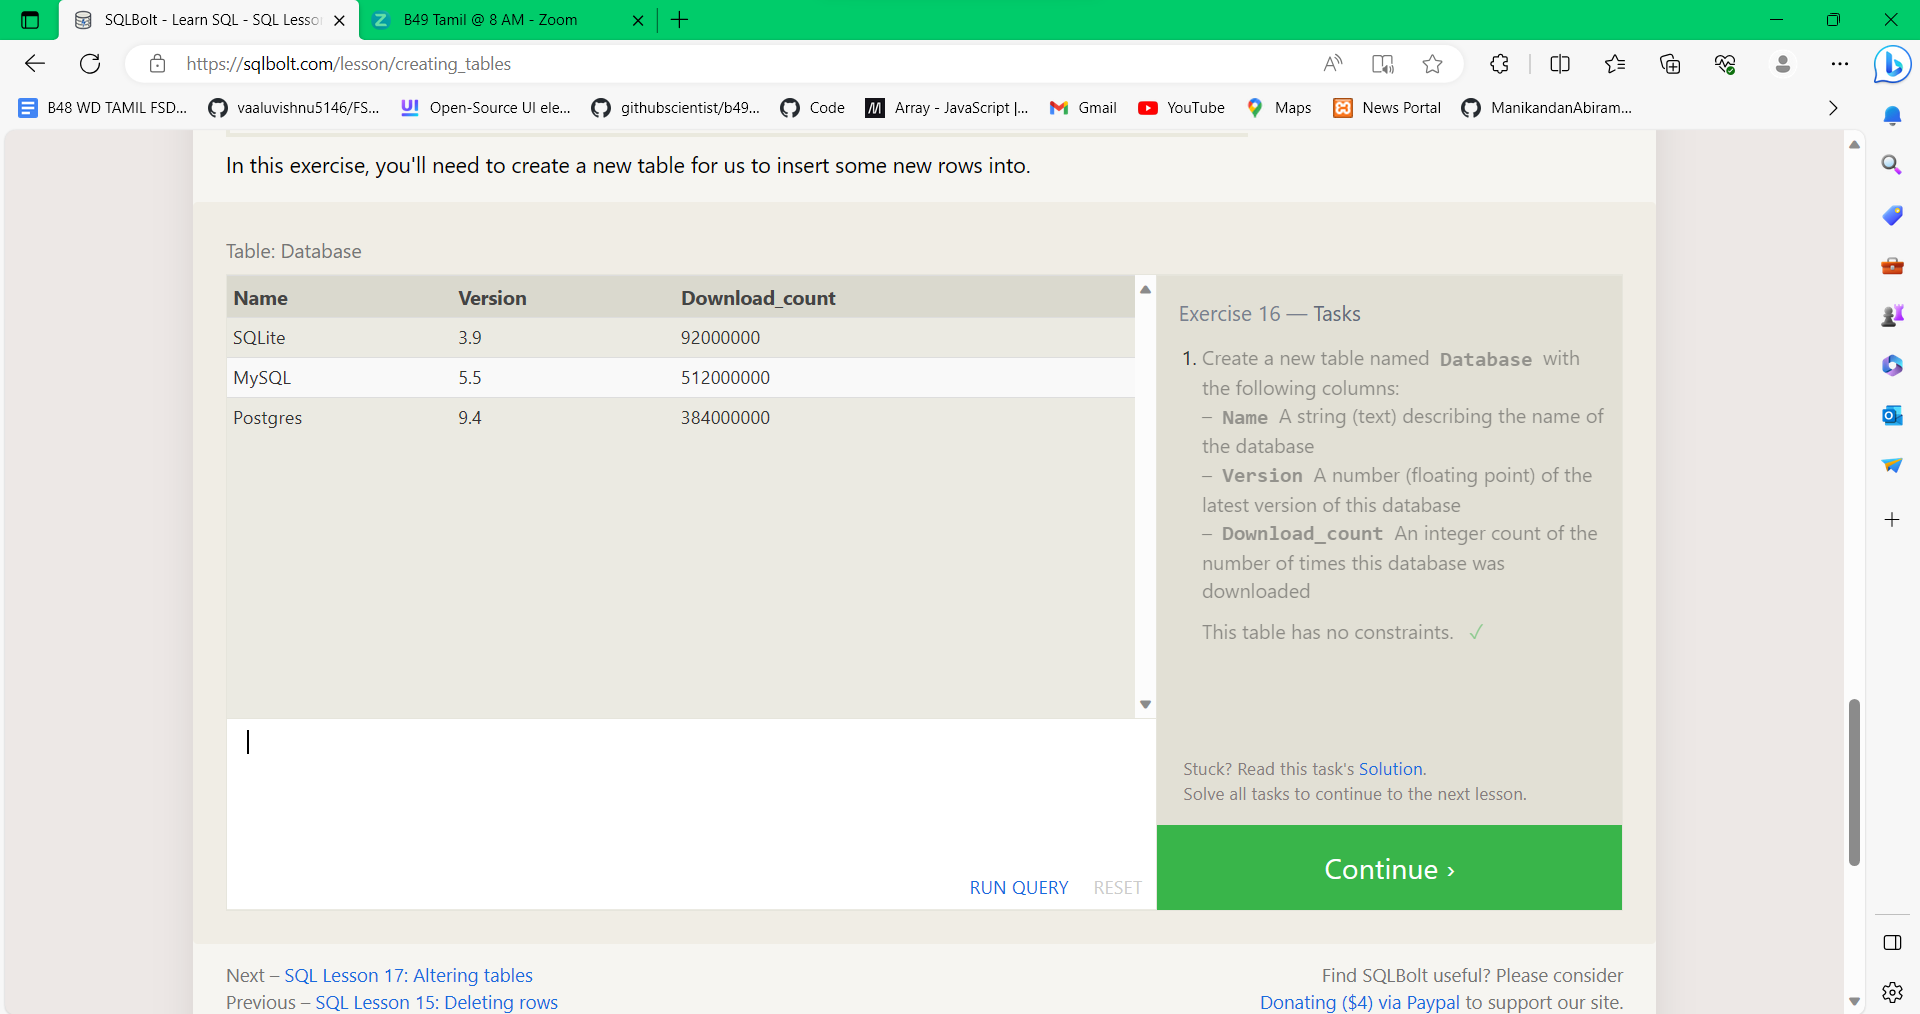 SQLBolt - Learn SQL - SQL Lesso
B49 Tamil @ 8 AM - Zoom
https://sqlbolt.com/lesson/creating_tables
B48 WD TAMIL FSD...
vaaluvishnu5146/FS...
Open-Source UI ele...
githubscientist/b49...
Code
Array - JavaScript |...
Gmail
YouTube
Maps
News Portal
ManikandanAbiram...
In this exercise, you'll need to create a new table for us to insert some new rows into.
Table: Database
Name Version Download_count
SQLite 3.9 92000000
MySQL 5.5 512000000
Postgres 9.4 384000000
Exercise 16 — Tasks
1. Create a new table named Database with
the following columns:
– Name A string (text) describing the name of
the database
– Version A number (floating point) of the
latest version of this database
– Download_count An integer count of the
number of times this database was
downloaded
This table has no constraints. ✓
Stuck? Read this task's Solution.
Solve all tasks to continue to the next lesson.
RUN QUERY RESET
Continue ›
Next – SQL Lesson 17: Altering tables
Previous – SQL Lesson 15: Deleting rows
Find SQLBolt useful? Please consider
Donating ($4) via Paypal to support our site.